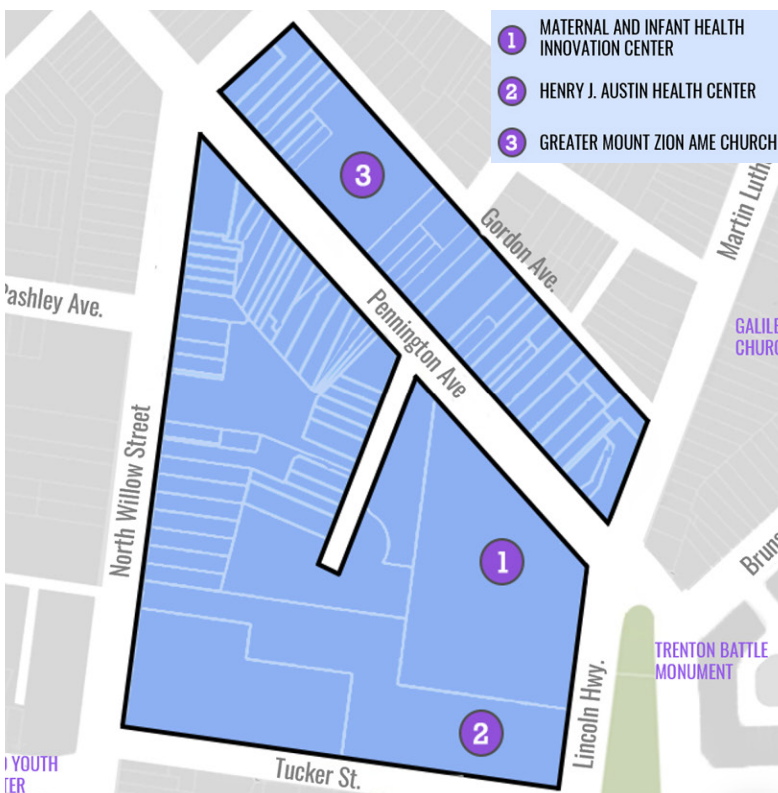 1 MATERNAL AND INFANT HEALTH
INNOVATION CENTER
2 HENRY J. AUSTIN HEALTH CENTER
3 GREATER MOUNT ZION AME CHURCH
3
Martin Luth
Gordon Ave.
Pashley Ave.
Pennington Ave
GALILE
CHURC
North Willow Street
1
Bruns
TRENTON BATTLE
MONUMENT
Lincoln Hwy.
2
YOUTH
TER
Tucker St.